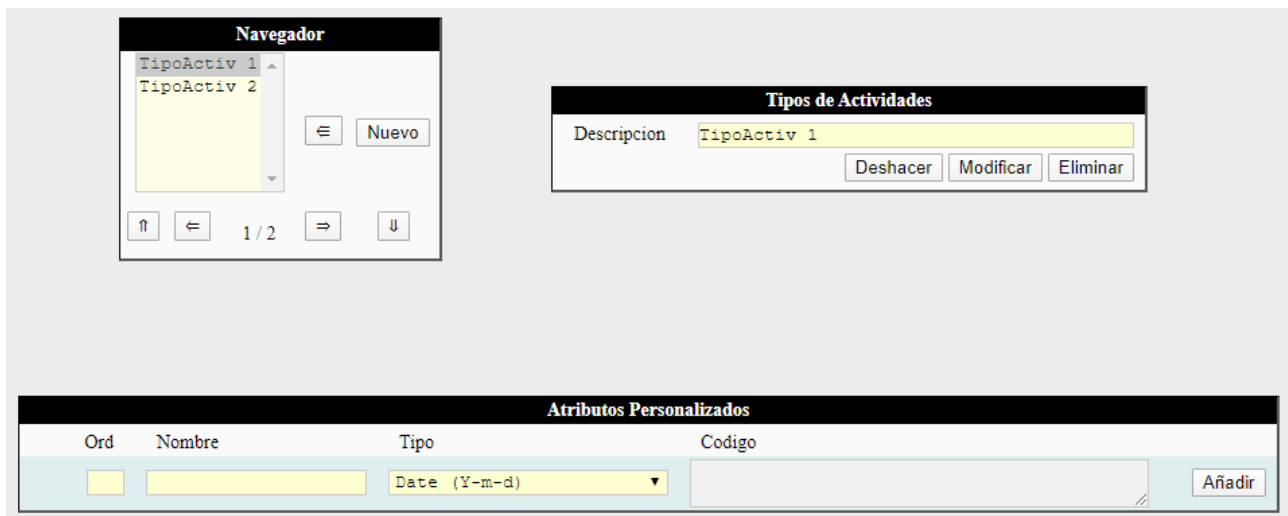 Navegador
TipoActiv 1
TipoActiv 2
⋸ Nuevo
⇑ ⇐ 1 / 2 ⇒ ⇓
Tipos de Actividades
Descripcion TipoActiv 1
Deshacer Modificar Eliminar
Atributos Personalizados
Ord Nombre Tipo Codigo
Date (Y-m-d) Añadir